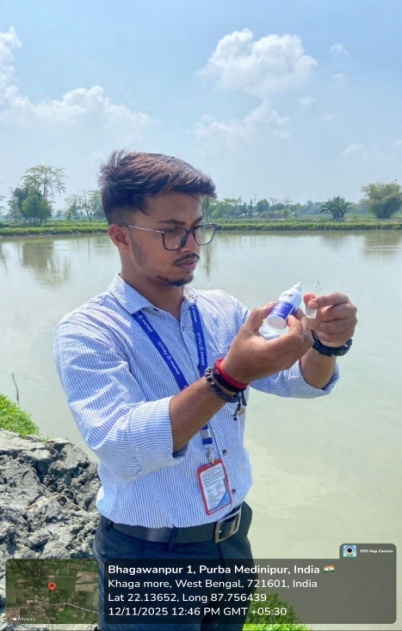 GPS Map Camera
Bhagawanpur 1, Purba Medinipur, India 🇮🇳
Khaga more, West Bengal, 721601, India
Lat 22.13652, Long 87.756439
12/11/2025 12:46 PM GMT +05:30